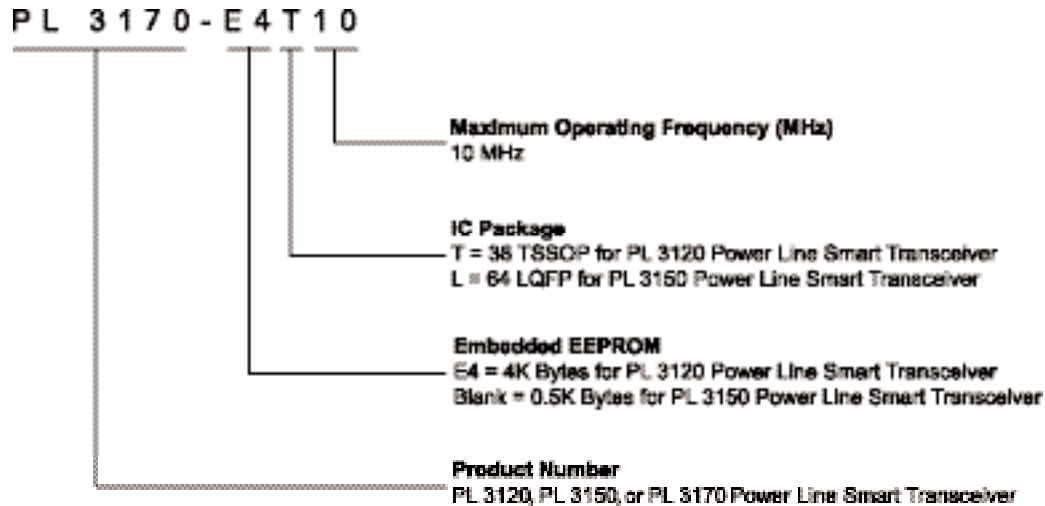 PL 3170-E4T10
Maximum Operating Frequency (MHz)
10 MHz
IC Package
T = 38 TSSOP for PL 3120 Power Line Smart Transceiver
L = 64 LQFP for PL 3150 Power Line Smart Transceiver
Embedded EEPROM
E4 = 4K Bytes for PL 3120 Power Line Smart Transceiver
Blank = 0.5K Bytes for PL 3150 Power Line Smart Transceiver
Product Number
PL 3120, PL 3150, or PL 3170 Power Line Smart Transceiver